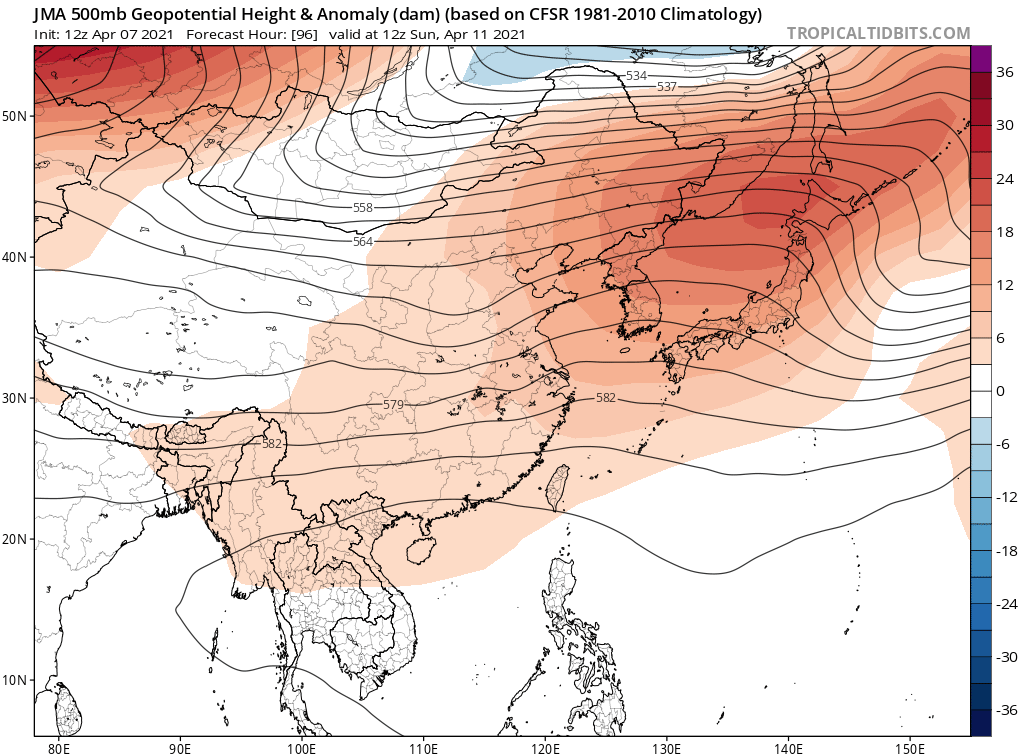 JMA 500mb Geopotential Height & Anomaly (dam) (based on CFSR 1981-2010 Climatology)
Init: 12z Apr 07 2021 Forecast Hour: [96] valid at 12z Sun, Apr 11 2021
TROPICALTIDBITS.COM
534
537
558
564
579
582
582
50N
40N
30N
20N
10N
80E
90E
100E
110E
120E
130E
140E
150E
36
30
24
18
12
6
0
-6
-12
-18
-24
-30
-36